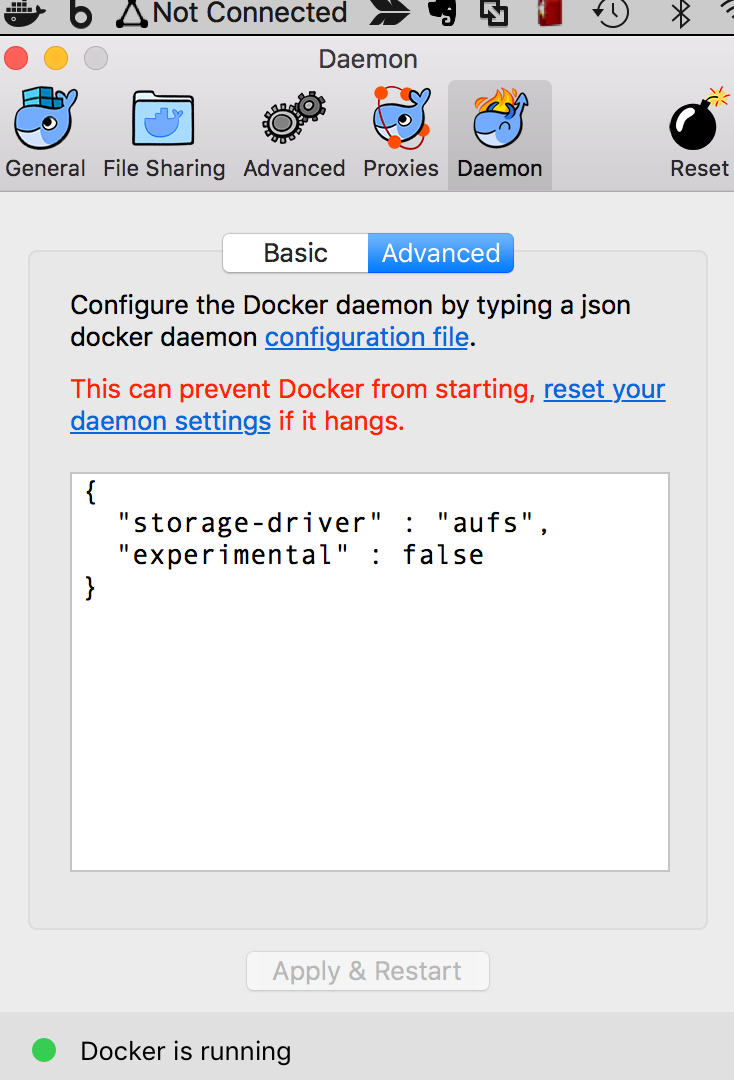 Not Connected
Daemon
General File Sharing Advanced Proxies Daemon Reset
Basic Advanced
Configure the Docker daemon by typing a json
docker daemon configuration file.
This can prevent Docker from starting, reset your
daemon settings if it hangs.
{
"storage-driver" : "aufs",
"experimental" : false
}
Apply & Restart
Docker is running